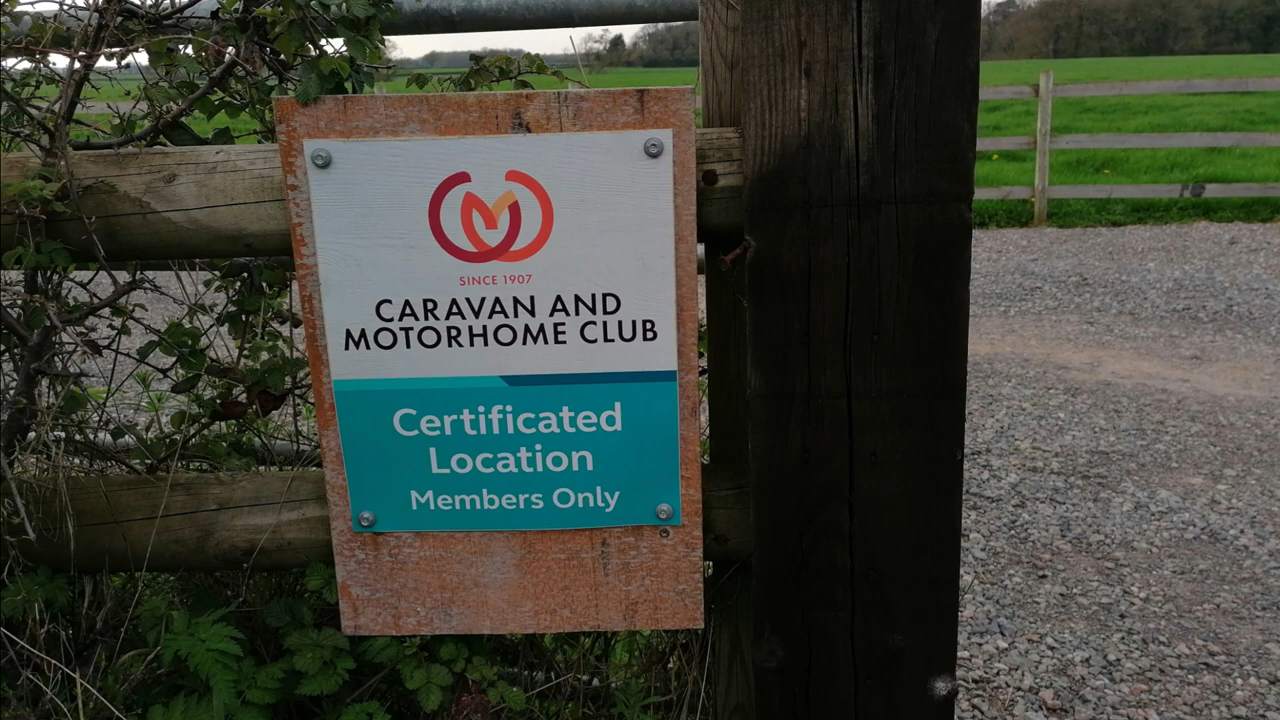 SINCE 1907
CARAVAN AND
MOTORHOME CLUB
Certificated
Location
Members Only